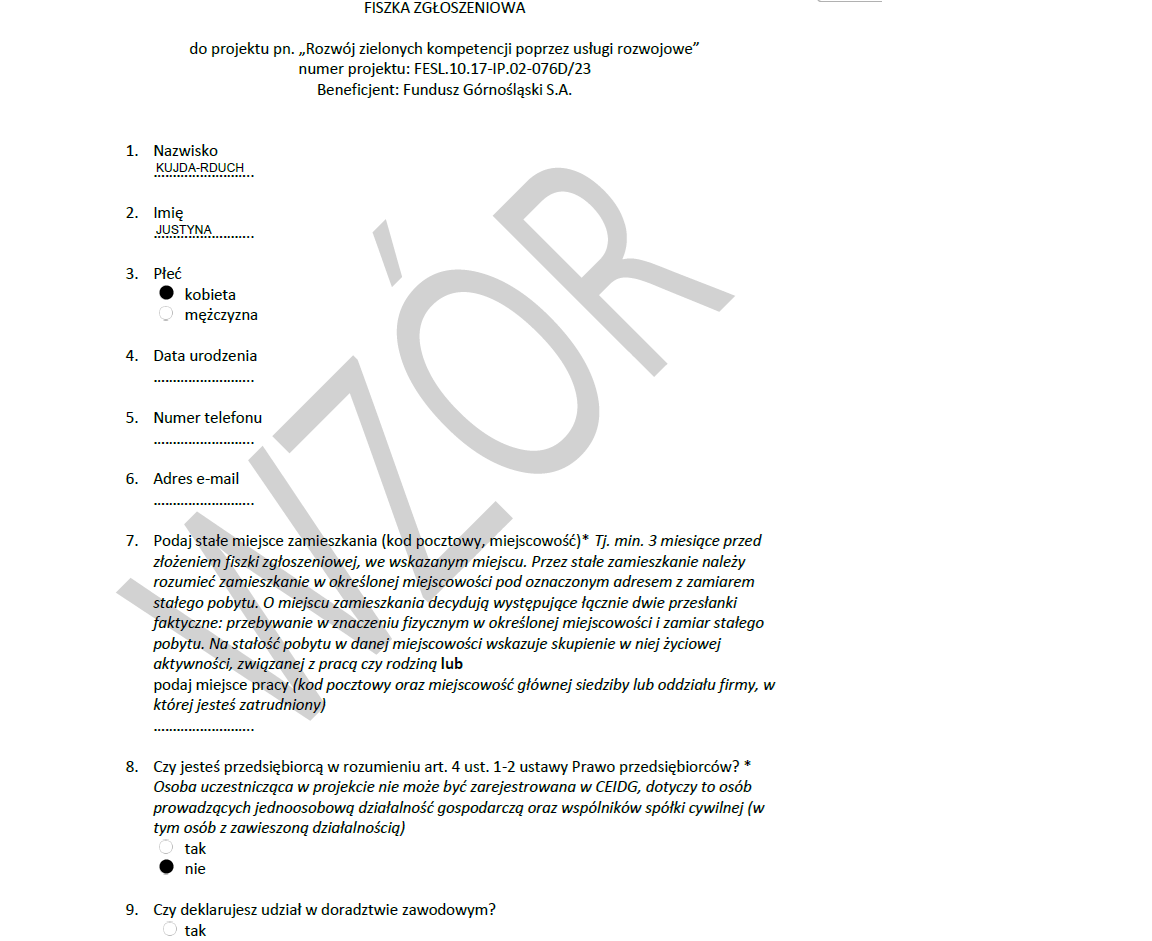 FISZKA ZGŁOSZENIOWA
do projektu pn. „Rozwój zielonych kompetencji poprzez usługi rozwojowe”
numer projektu: FESL.10.17-IP.02-076D/23
Beneficjent: Fundusz Górnośląski S.A.
1. Nazwisko
KUJDA-RDUCH
2. Imię
JUSTYNA
3. Płeć
kobieta
mężczyzna
4. Data urodzenia
..........................
5. Numer telefonu
..........................
6. Adres e-mail
..........................
7. Podaj stałe miejsce zamieszkania (kod pocztowy, miejscowość)* Tj. min. 3 miesiące przed
złożeniem fiszki zgłoszeniowej, we wskazanym miejscu. Przez stałe zamieszkanie należy
rozumieć zamieszkanie w określonej miejscowości pod oznaczonym adresem z zamiarem
stałego pobytu. O miejscu zamieszkania decydują występujące łącznie dwie przesłanki
faktyczne: przebywanie w znaczeniu fizycznym w określonej miejscowości i zamiar stałego
pobytu. Na stałość pobytu w danej miejscowości wskazuje skupienie w niej życiowej
aktywności, związanej z pracą czy rodziną lub
podaj miejsce pracy (kod pocztowy oraz miejscowość głównej siedziby lub oddziału firmy, w
której jesteś zatrudniony)
..........................
8. Czy jesteś przedsiębiorcą w rozumieniu art. 4 ust. 1-2 ustawy Prawo przedsiębiorców? *
Osoba uczestnicząca w projekcie nie może być zarejestrowana w CEIDG, dotyczy to osób
prowadzących jednoosobową działalność gospodarczą oraz wspólników spółki cywilnej (w
tym osób z zawieszoną działalnością)
tak
nie
9. Czy deklarujesz udział w doradztwie zawodowym?
tak
WZÓR